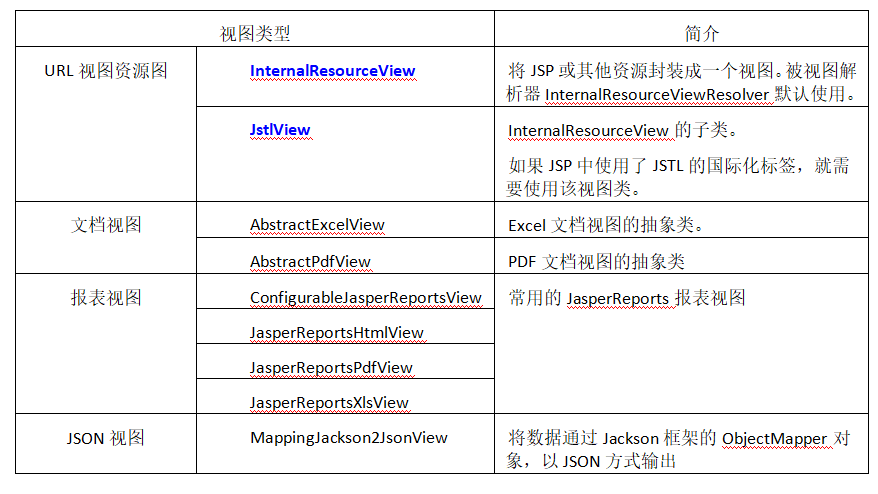 视图类型 简介
URL 视图资源图 InternalResourceView 将 JSP 或其他资源封装成一个视图。被视图解
析器 InternalResourceViewResolver 默认使用。
JstlView InternalResourceView 的子类。
如果 JSP 中使用了 JSTL 的国际化标签，就需
要使用该视图类。
文档视图 AbstractExcelView Excel 文档视图的抽象类。
AbstractPdfView PDF 文档视图的抽象类
报表视图 ConfigurableJasperReportsView 常用的 JasperReports 报表视图
JasperReportsHtmlView
JasperReportsPdfView
JasperReportsXlsView
JSON 视图 MappingJackson2JsonView 将数据通过 Jackson 框架的 ObjectMapper 对
象，以 JSON 方式输出